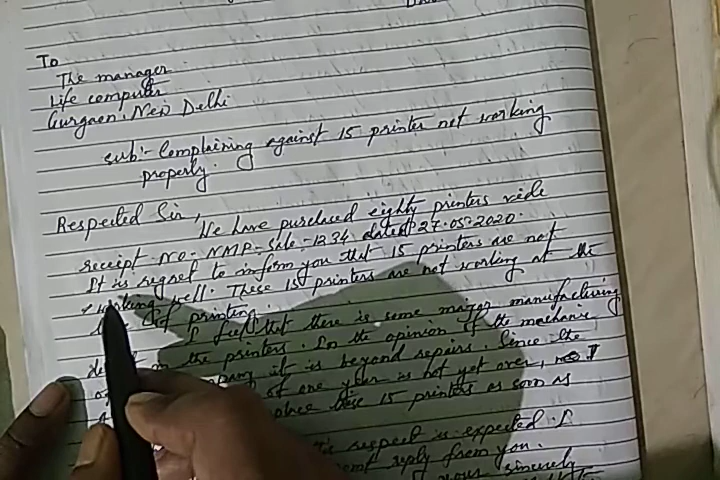 To
The manager
Life computer
Gurgaon, New Delhi
sub:- Complaining against 15 printer not working
properly.
Respected Sir,
We have purchased eighty printers vide
receipt No- NMP- Sale-1234 dated 27.05.2020.
It is regret to inform you that 15 printers are not
working well. These 15 printers are not working at the
of printing.
I feel that there is some major manufacturing
in the printers. In the opinion of the mechanic
it is beyond repairs. Since the
of one year is not yet over, I
these 15 printers as soon as
respect is expected. I
reply from you.
yours sincerely